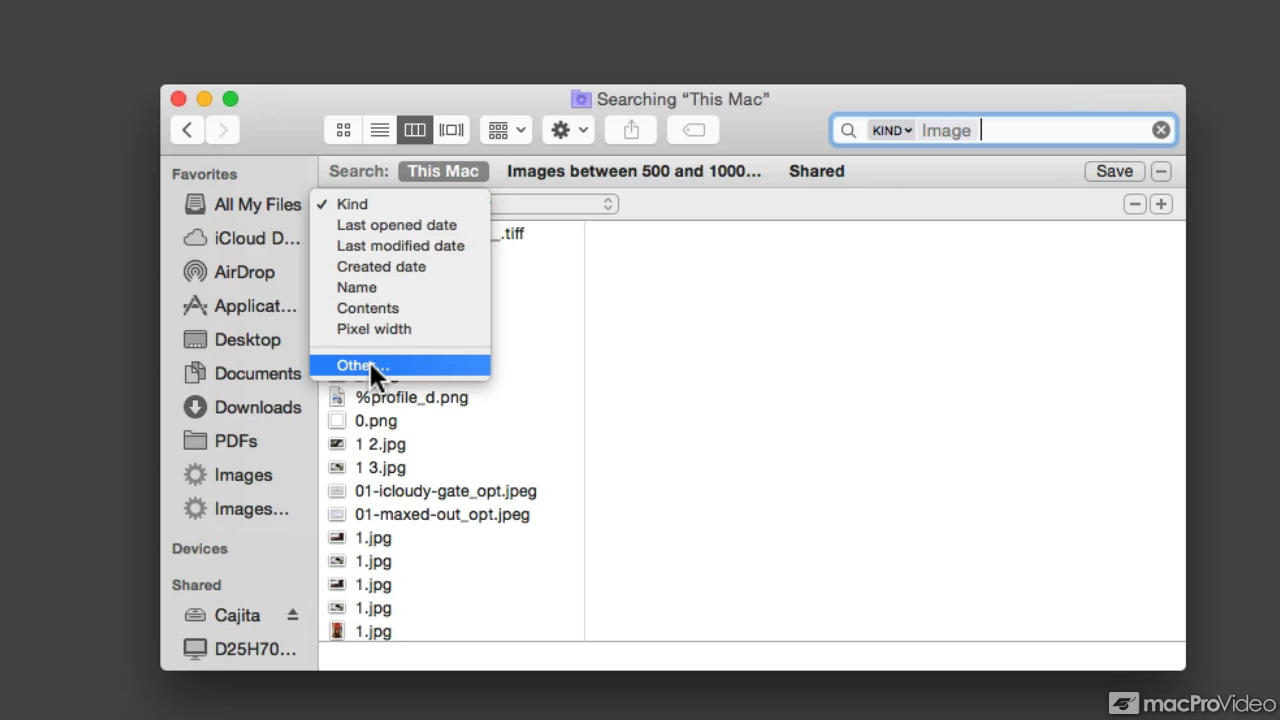 Searching “This Mac”
KIND Image
Search: This Mac Images between 500 and 1000... Shared Save
Favorites
All My Files
iCloud D...
AirDrop
Applicat...
Desktop
Documents
Downloads
PDFs
Images
Images...
Devices
Shared
Cajita
D25H70...
Kind
Last opened date
Last modified date
Created date
Name
Contents
Pixel width
Other...
_.tiff
%profile_d.png
0.png
1 2.jpg
1 3.jpg
01-icloudy-gate_opt.jpeg
01-maxed-out_opt.jpeg
1.jpg
1.jpg
1.jpg
1.jpg
1.jpg
macProVideo